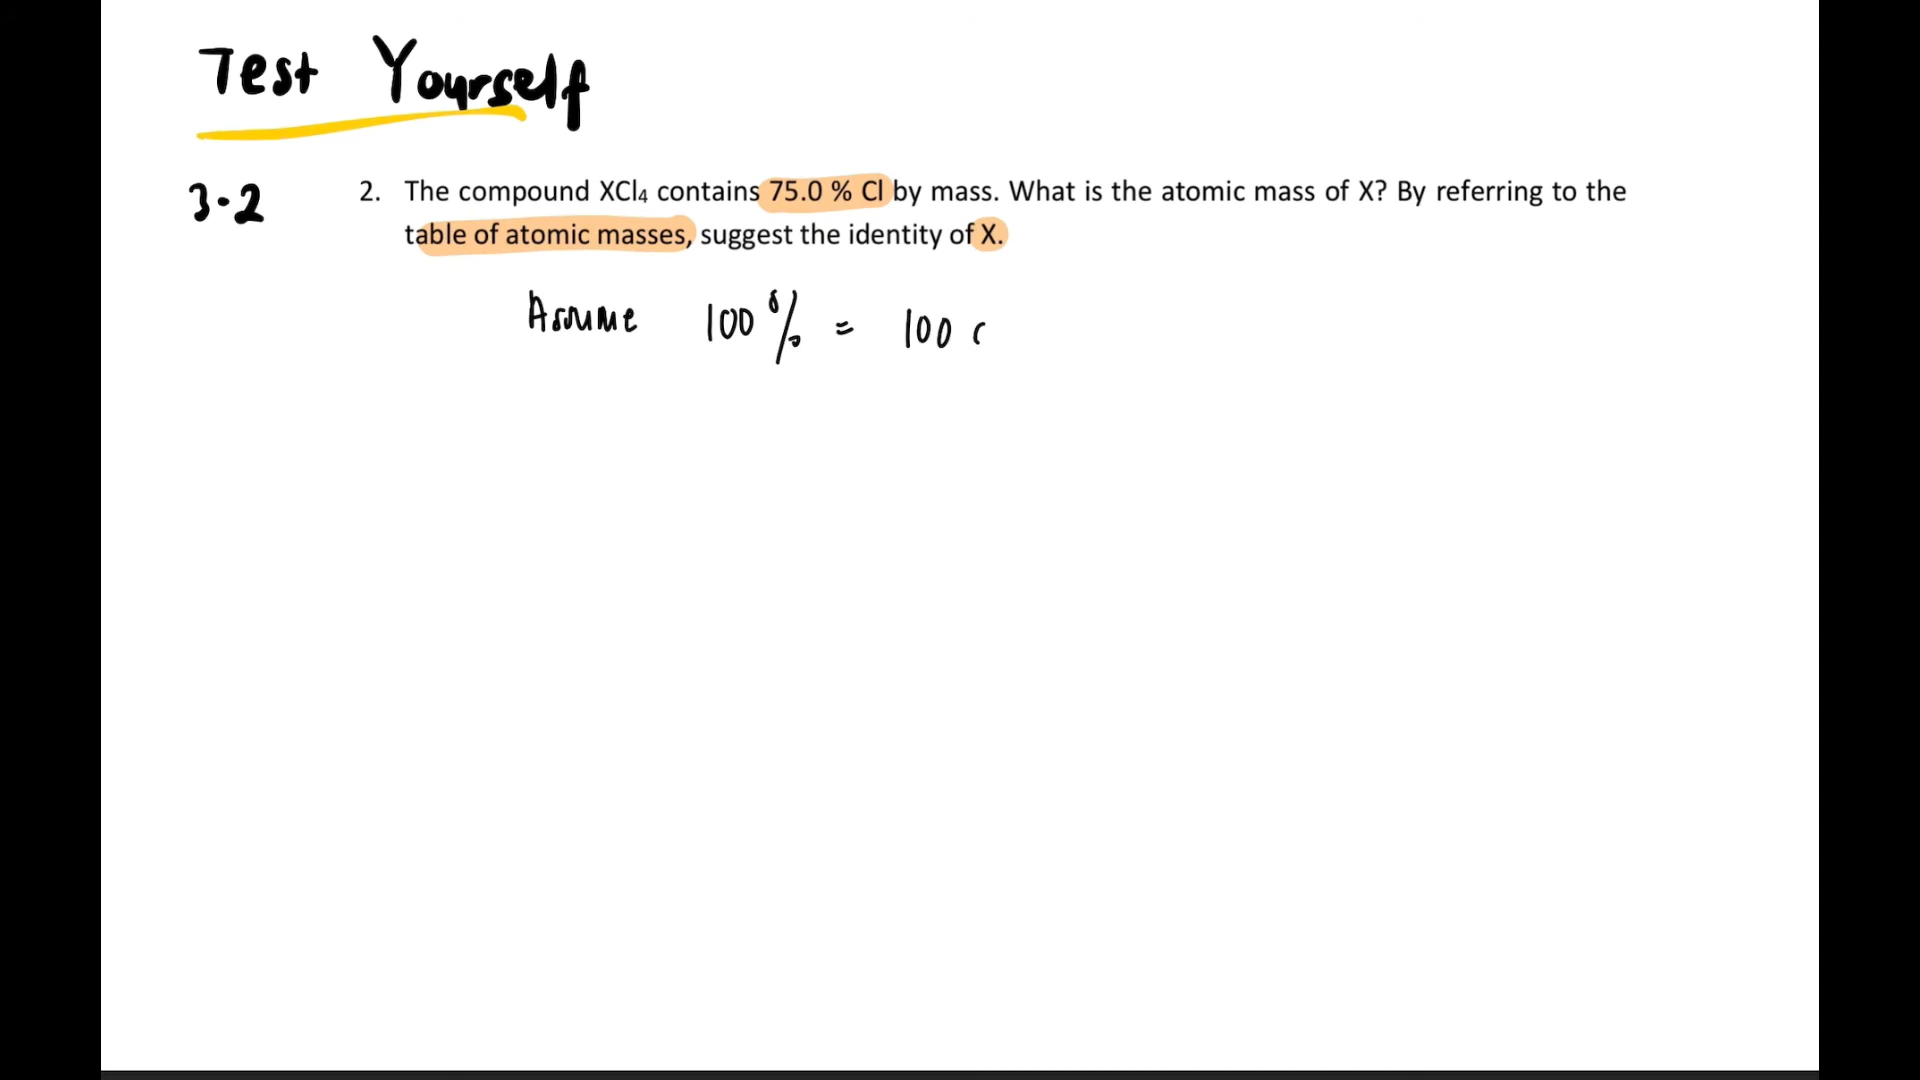 Test Yourself
3.2
2. The compound XCl₄ contains 75.0 % Cl by mass. What is the atomic mass of X? By referring to the
table of atomic masses, suggest the identity of X.
Assume 100 % = 100